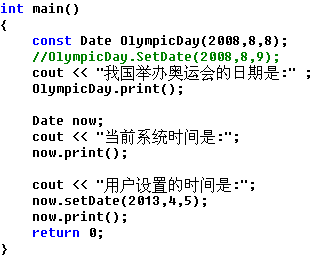 int main()
{
    const Date OlympicDay(2008,8,8);
    //OlympicDay.SetDate(2008,8,9);
    cout << "我国举办奥运会的日期是:" ;
    OlympicDay.print();
    Date now;
    cout << "当前系统时间是:";
    now.print();
    cout << "用户设置的时间是:";
    now.setDate(2013,4,5);
    now.print();
    return 0;
}